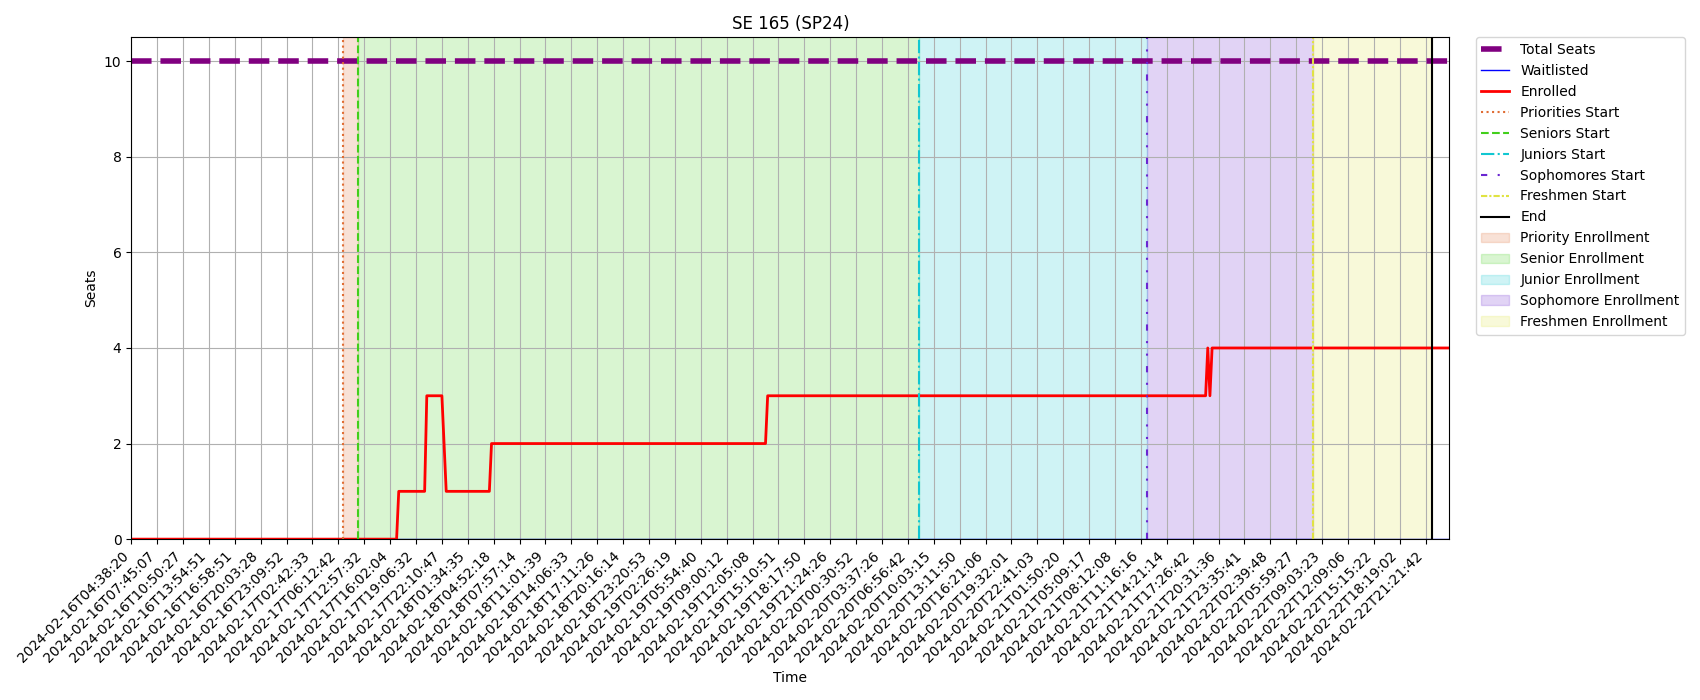 SE 165 (SP24)
10
8
6
4
2
0
Seats
2024-02-16T04:38:20
2024-02-16T07:45:07
2024-02-16T10:50:27
2024-02-16T13:54:51
2024-02-16T16:58:51
2024-02-16T20:03:28
2024-02-16T23:09:52
2024-02-17T02:42:33
2024-02-17T06:12:42
2024-02-17T12:57:32
2024-02-17T16:02:04
2024-02-17T19:06:32
2024-02-17T22:10:47
2024-02-18T01:34:35
2024-02-18T04:52:18
2024-02-18T07:57:14
2024-02-18T11:01:39
2024-02-18T14:06:33
2024-02-18T17:11:26
2024-02-18T20:16:14
2024-02-18T23:20:53
2024-02-19T02:26:19
2024-02-19T05:54:40
2024-02-19T09:00:12
2024-02-19T12:05:08
2024-02-19T15:10:51
2024-02-19T18:17:50
2024-02-19T21:24:26
2024-02-20T00:30:52
2024-02-20T03:37:26
2024-02-20T06:56:42
2024-02-20T10:03:15
2024-02-20T13:11:50
2024-02-20T16:21:06
2024-02-20T19:32:01
2024-02-20T22:41:03
2024-02-21T01:50:20
2024-02-21T05:09:17
2024-02-21T08:12:08
2024-02-21T11:16:16
2024-02-21T14:21:14
2024-02-21T17:26:42
2024-02-21T20:31:36
2024-02-21T23:35:41
2024-02-22T02:39:48
2024-02-22T05:59:27
2024-02-22T09:03:23
2024-02-22T12:09:06
2024-02-22T15:15:22
2024-02-22T18:19:02
2024-02-22T21:21:42
Time
Total Seats
Waitlisted
Enrolled
Priorities Start
Seniors Start
Juniors Start
Sophomores Start
Freshmen Start
End
Priority Enrollment
Senior Enrollment
Junior Enrollment
Sophomore Enrollment
Freshmen Enrollment